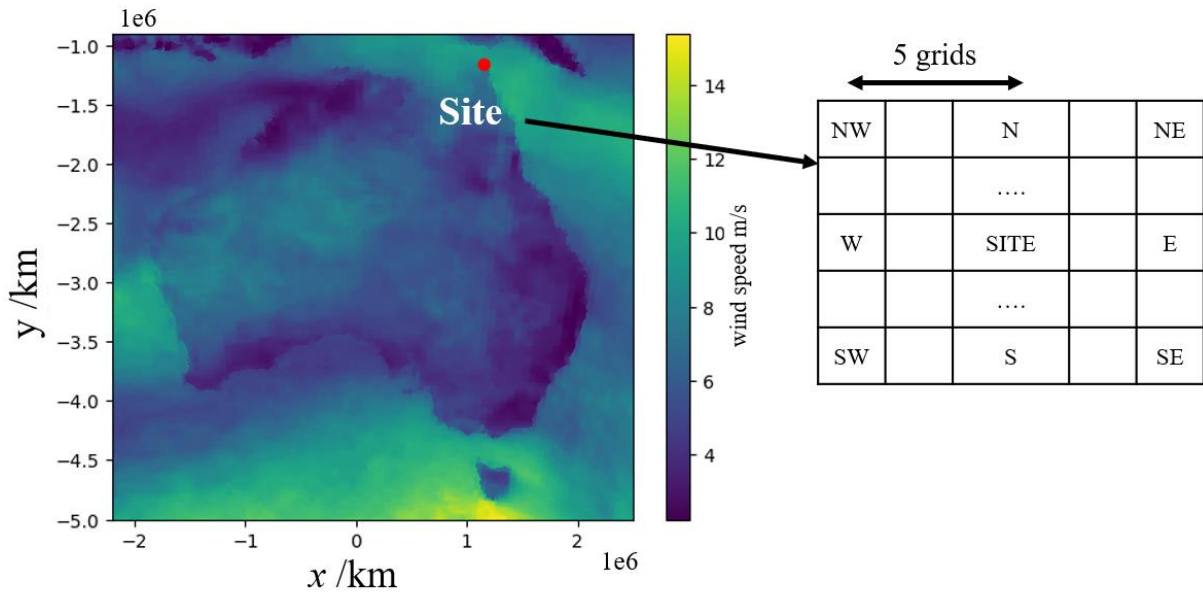 1e6
−1.0
−1.5
−2.0
−2.5
−3.0
−3.5
−4.0
−4.5
−5.0
y /km
−2
−1
0
1
2
1e6
x /km
Site
14
12
10
8
6
4
wind speed m/s
5 grids
NW N NE
....
W SITE E
....
SW S SE